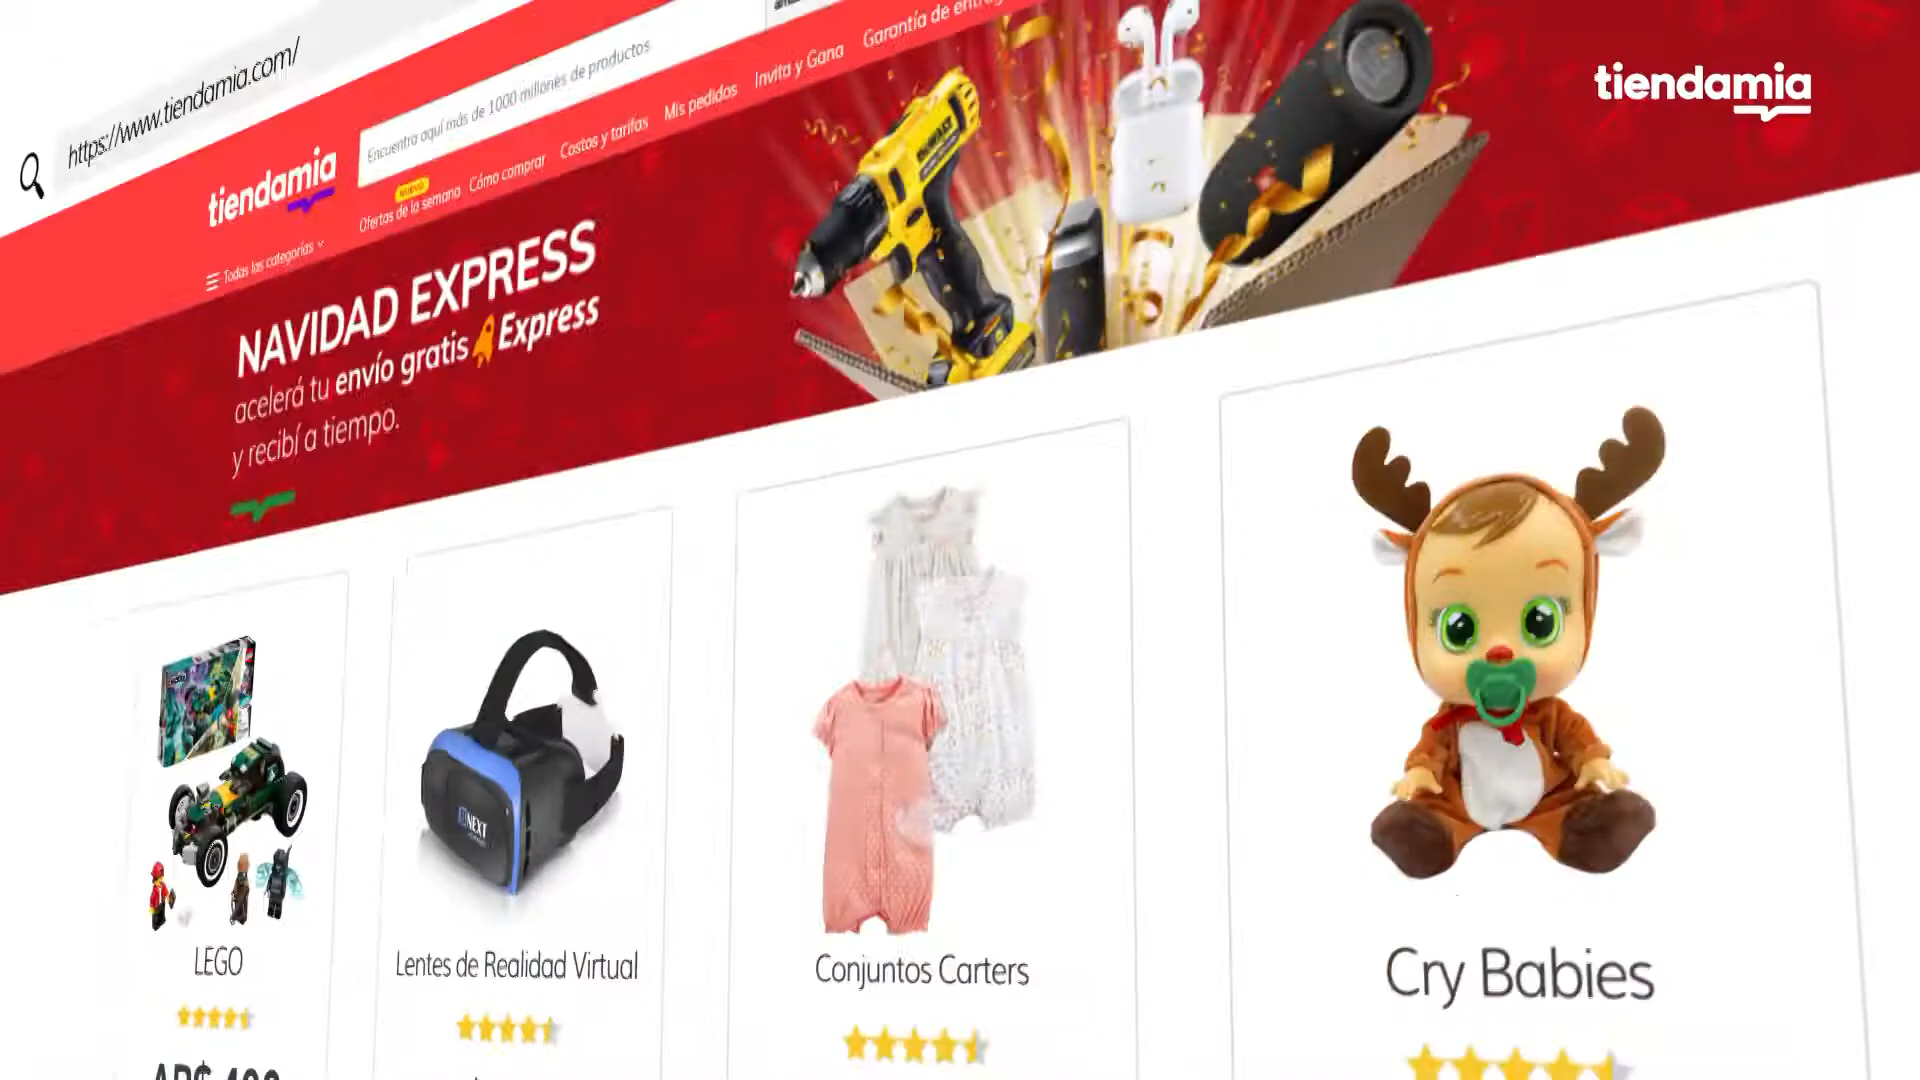 https://www.tiendamia.com/
tiendamia
tiendamia
Encuentra aquí más de 1000 millones de productos
NUEVO
Todas las categorías
Ofertas de la semana
Cómo comprar
Costos y tarifas
Mis pedidos
Invita y Gana
Garantía de
NAVIDAD EXPRESS
acelerá tu envío gratis Express
y recibí a tiempo.
DEWALT
NEXT
LEGO
Lentes de Realidad Virtual
Conjuntos Carters
Cry Babies